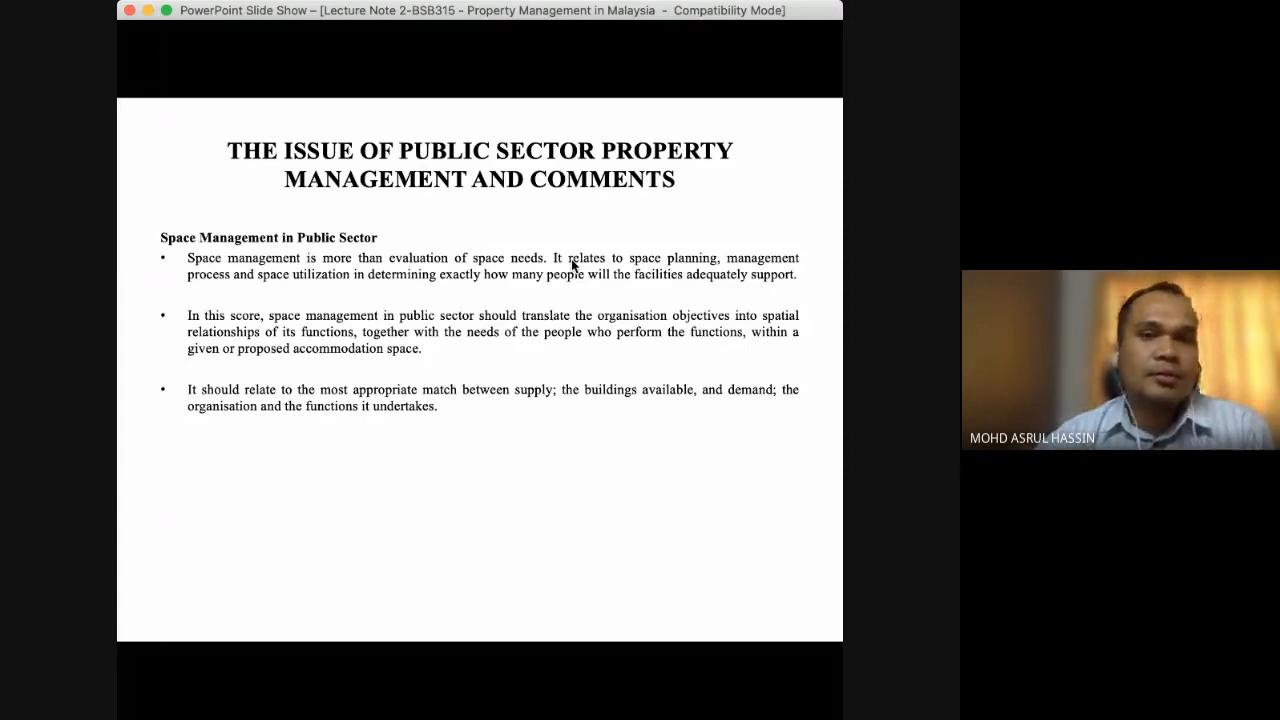 PowerPoint Slide Show – [Lecture Note 2-BSB315 - Property Management in Malaysia - Compatibility Mode]
THE ISSUE OF PUBLIC SECTOR PROPERTY
MANAGEMENT AND COMMENTS
Space Management in Public Sector
• Space management is more than evaluation of space needs. It relates to space planning, management
process and space utilization in determining exactly how many people will the facilities adequately support.
• In this score, space management in public sector should translate the organisation objectives into spatial
relationships of its functions, together with the needs of the people who perform the functions, within a
given or proposed accommodation space.
• It should relate to the most appropriate match between supply; the buildings available, and demand; the
organisation and the functions it undertakes.
MOHD ASRUL HASSIN